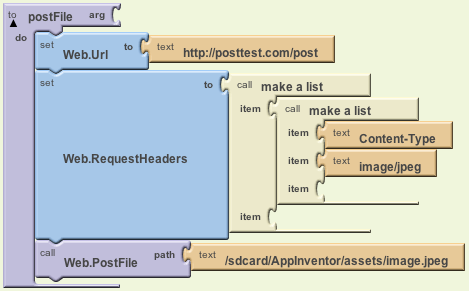 to postFile arg
do
set Web.Url to text http://posttest.com/post
set Web.RequestHeaders to call make a list
item call make a list
item text Content-Type
item text image/jpeg
item
item
call Web.PostFile path text /sdcard/AppInventor/assets/image.jpeg